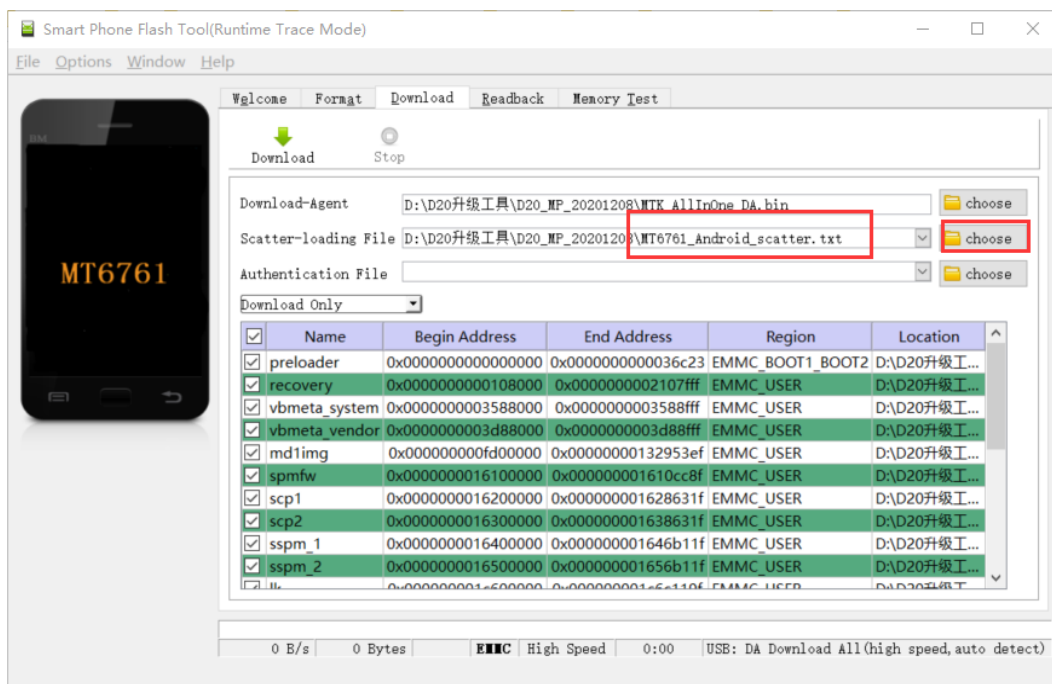 Smart Phone Flash Tool(Runtime Trace Mode)
File Options Window Help
Welcome Format Download Readback Memory Test
BM
Download Stop
Download-Agent D:\D20升级工具\D20_MP_20201208\MTK_AllInOne_DA.bin choose
Scatter-loading File D:\D20升级工具\D20_MP_20201208\MT6761_Android_scatter.txt choose
MT6761
Authentication File choose
Download Only
Name Begin Address End Address Region Location
preloader 0x0000000000000000 0x0000000000036c23 EMMC_BOOT1_BOOT2 D:\D20升级工...
recovery 0x0000000000108000 0x0000000002107fff EMMC_USER D:\D20升级工...
vbmeta_system 0x0000000003588000 0x0000000003588fff EMMC_USER D:\D20升级工...
vbmeta_vendor 0x0000000003d88000 0x0000000003d88fff EMMC_USER D:\D20升级工...
md1img 0x000000000fd00000 0x00000000132953ef EMMC_USER D:\D20升级工...
spmfw 0x0000000016100000 0x000000001610cc8f EMMC_USER D:\D20升级工...
scp1 0x0000000016200000 0x000000001628631f EMMC_USER D:\D20升级工...
scp2 0x0000000016300000 0x000000001638631f EMMC_USER D:\D20升级工...
sspm_1 0x0000000016400000 0x000000001646b11f EMMC_USER D:\D20升级工...
sspm_2 0x0000000016500000 0x000000001656b11f EMMC_USER D:\D20升级工...
0 B/s 0 Bytes EMMC High Speed 0:00 USB: DA Download All(high speed,auto detect)